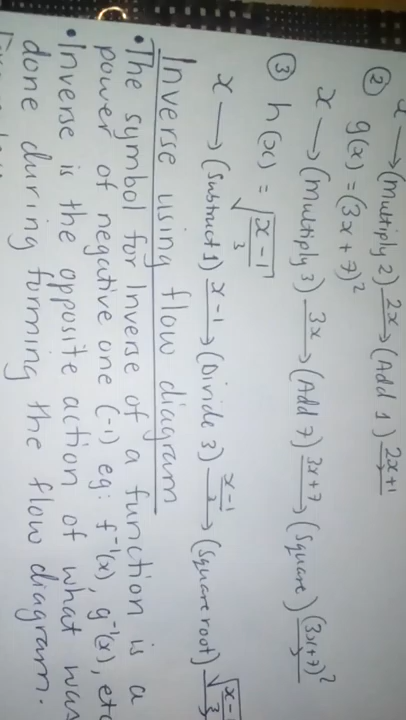 x → (multiply 2) 2x → (Add 1) 2x+1 →
② g(x) = (3x + 7)²
x → (multiply 3) 3x → (Add 7) 3x+7 → (square) (3x+7)² →
③ h(x) = √((x - 1)/3)
x → (Subtract 1) x-1 → (Divide 3) (x-1)/3 → (square root) √((x-1)/3)
Inverse using flow diagram
• The symbol for Inverse of a function is a
power of negative one (-1) eg: f⁻¹(x), g⁻¹(x), etc
• Inverse is the opposite action of what was
done during forming the flow diagram.